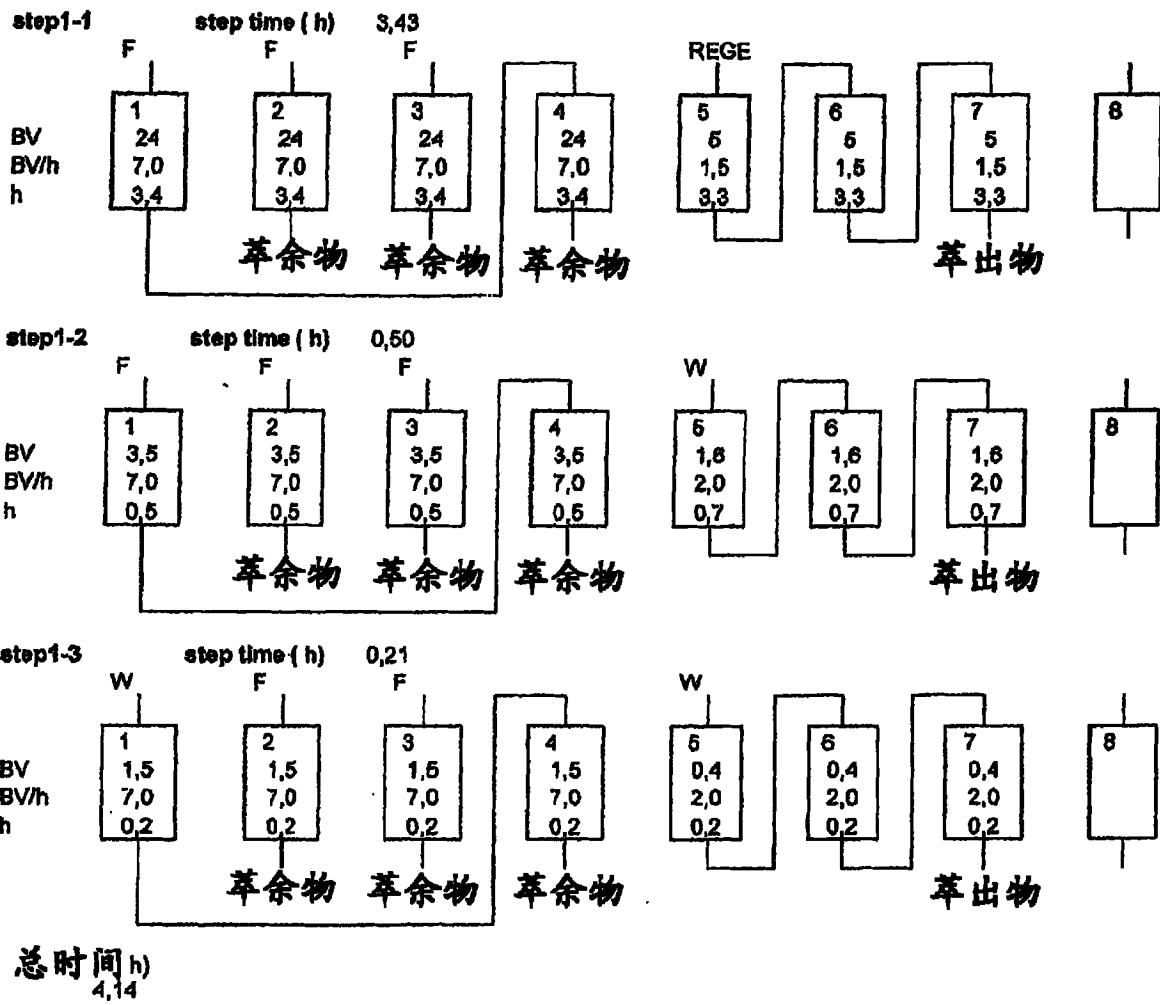 step1-1 step time ( h) 3,43
F F F REGE
1 2 3 4 5 6 7 8
BV 24 24 24 24 5 5 5
BV/h 7,0 7,0 7,0 7,0 1,5 1,5 1,5
h 3,4 3,4 3,4 3,4 3,3 3,3 3,3
萃余物 萃余物 萃余物 萃出物
step1-2 step time ( h) 0,50
F F F W
1 2 3 4 5 6 7 8
BV 3,5 3,5 3,5 3,5 1,6 1,6 1,6
BV/h 7,0 7,0 7,0 7,0 2,0 2,0 2,0
h 0,5 0,5 0,5 0,5 0,7 0,7 0,7
萃余物 萃余物 萃余物 萃出物
step1-3 step time ( h) 0,21
W F F W
1 2 3 4 5 6 7 8
BV 1,5 1,5 1,5 1,5 0,4 0,4 0,4
BV/h 7,0 7,0 7,0 7,0 2,0 2,0 2,0
h 0,2 0,2 0,2 0,2 0,2 0,2 0,2
萃余物 萃余物 萃余物 萃出物
总时间 h)
4,14